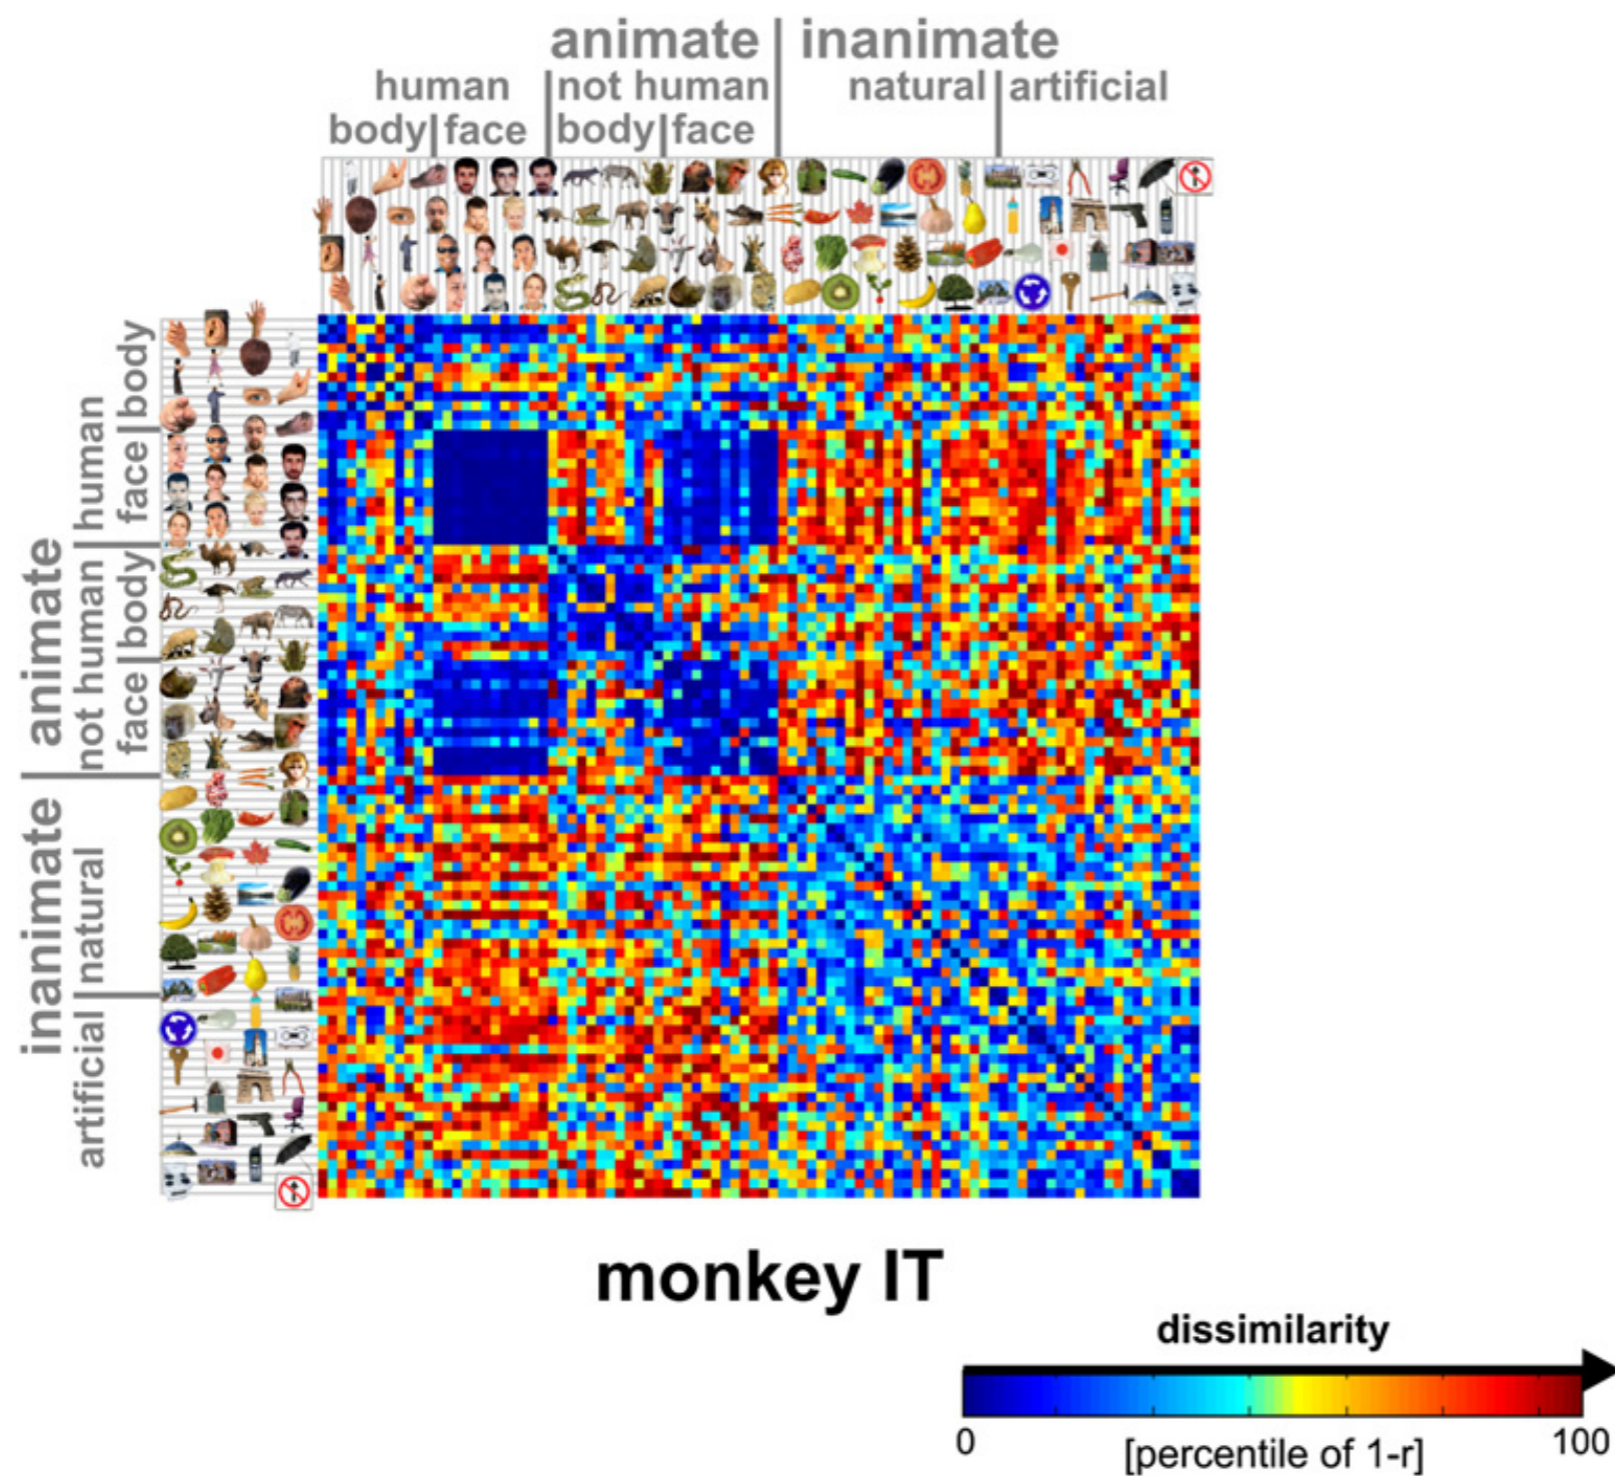 animate inanimate
human not human natural artificial
body face body face
body
face
human
body
face
not human
animate
natural
artificial
inanimate
monkey IT
dissimilarity
0 100
[percentile of 1-r]